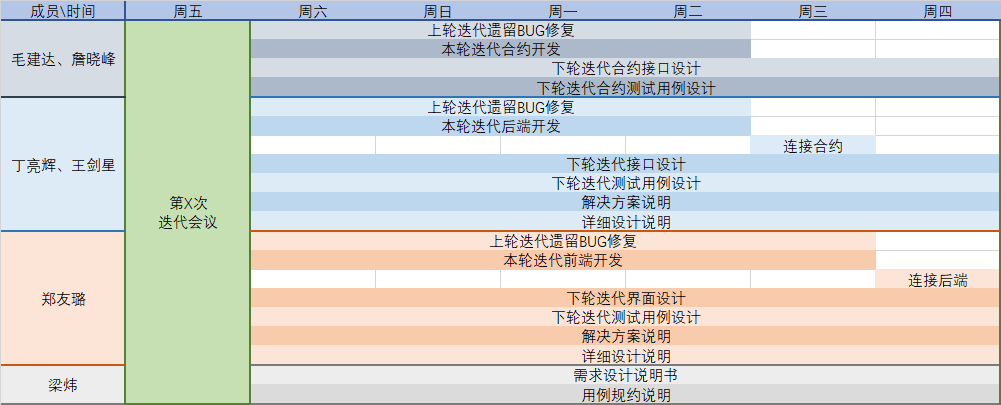 成员\时间 周五 周六 周日 周一 周二 周三 周四
上轮迭代遗留BUG修复
本轮迭代合约开发
毛建达、詹晓峰
下轮迭代合约接口设计
下轮迭代合约测试用例设计
上轮迭代遗留BUG修复
本轮迭代后端开发
连接合约
丁亮辉、王剑星
下轮迭代接口设计
下轮迭代测试用例设计
第X次
迭代会议
解决方案说明
详细设计说明
上轮迭代遗留BUG修复
本轮迭代前端开发
连接后端
郑友璐
下轮迭代界面设计
下轮迭代测试用例设计
解决方案说明
详细设计说明
梁炜
需求设计说明书
用例规约说明